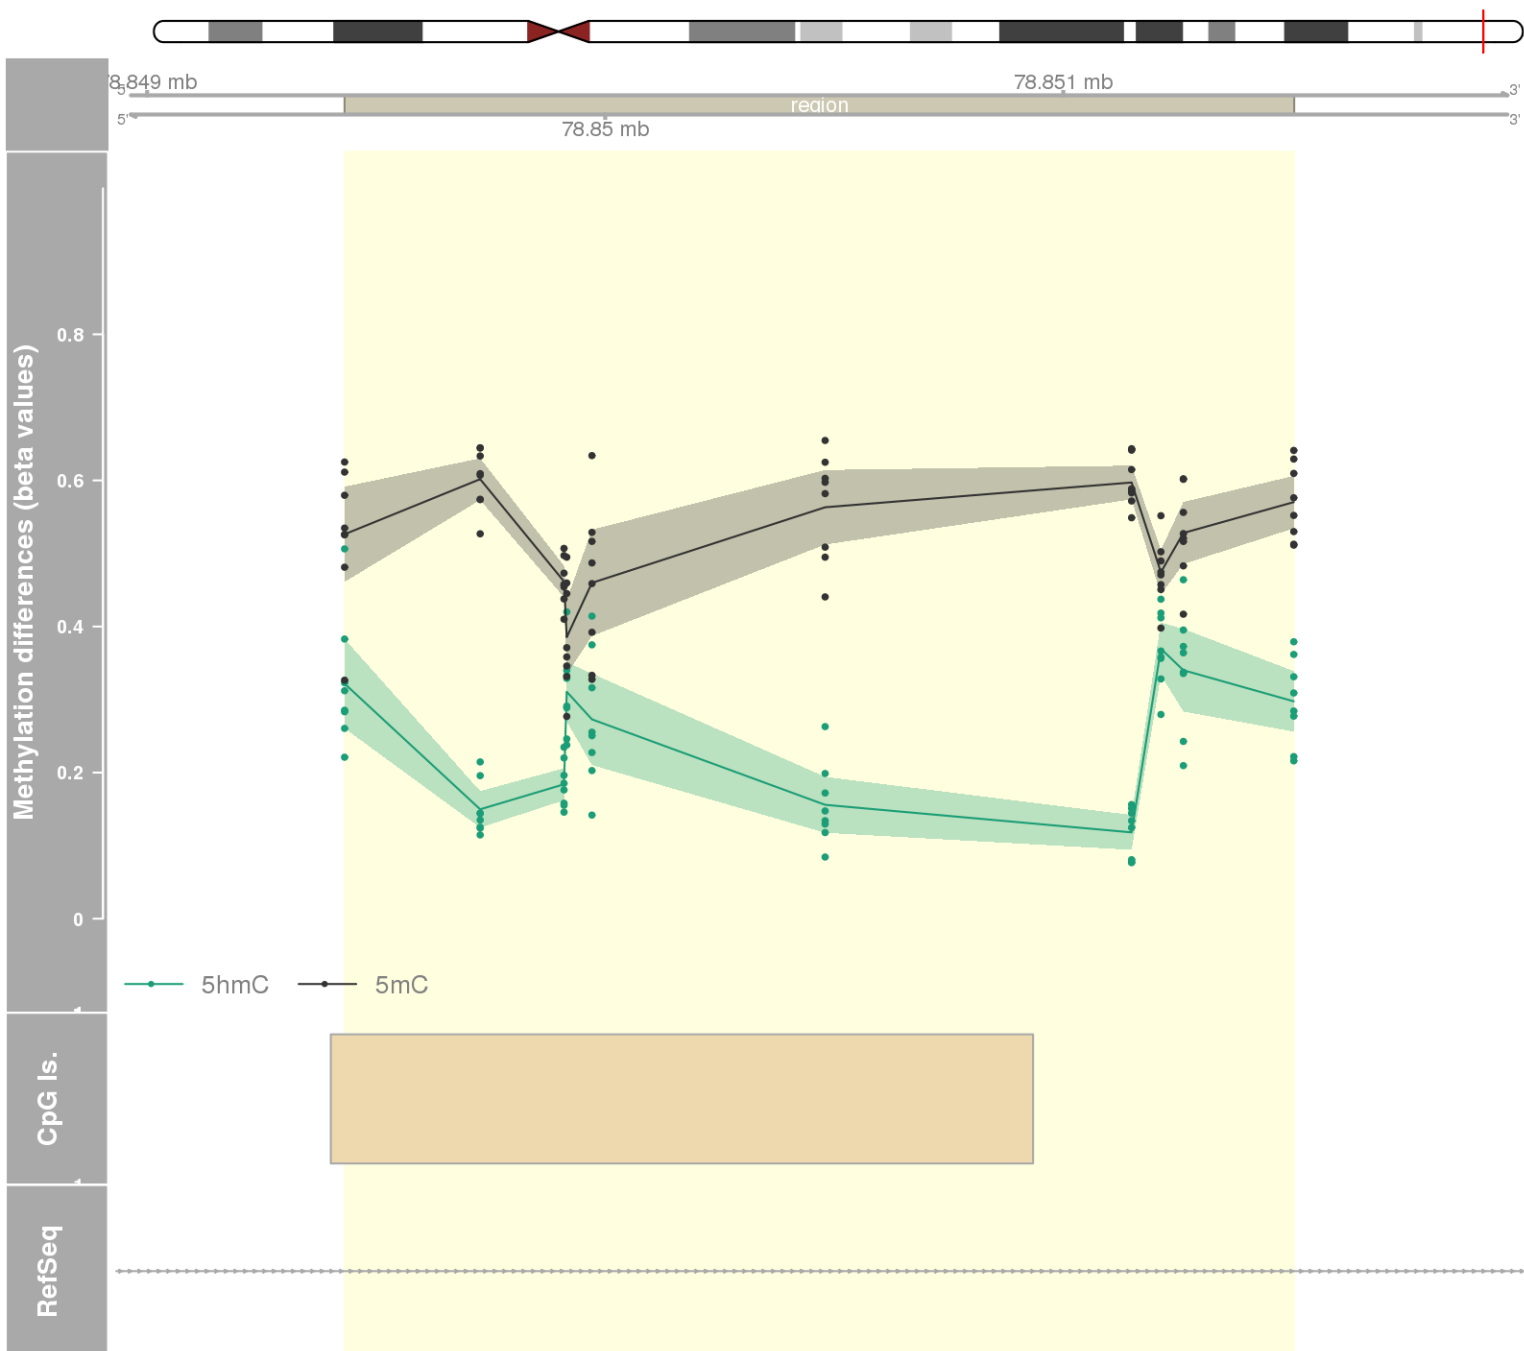 78.849 mb
78.851 mb
5'
3'
region
5'
3'
78.85 mb
Methylation differences (beta values)
0.8
0.6
0.4
0.2
0
5hmC
5mC
CpG Is.
RefSeq